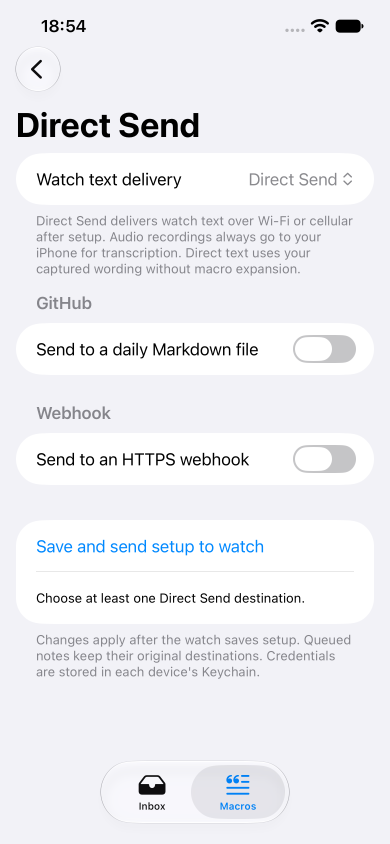 18:54
Direct Send
Watch text delivery
Direct Send
Direct Send delivers watch text over Wi-Fi or cellular
after setup. Audio recordings always go to your
iPhone for transcription. Direct text uses your
captured wording without macro expansion.
GitHub
Send to a daily Markdown file
Webhook
Send to an HTTPS webhook
Save and send setup to watch
Choose at least one Direct Send destination.
Changes apply after the watch saves setup. Queued
notes keep their original destinations. Credentials
are stored in each device's Keychain.
Inbox
Macros